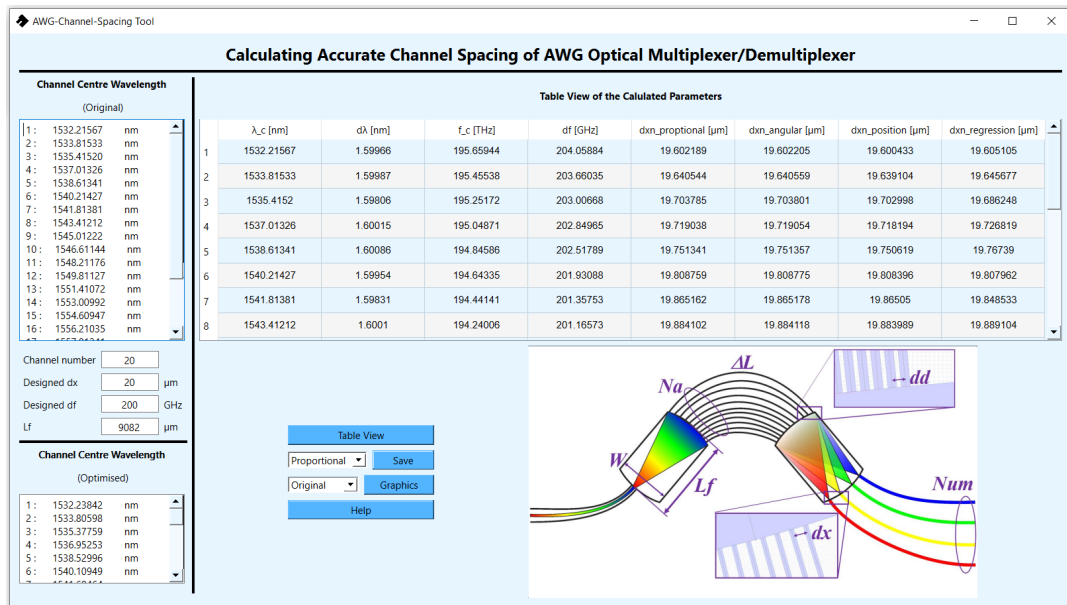 AWG-Channel-Spacing Tool
Calculating Accurate Channel Spacing of AWG Optical Multiplexer/Demultiplexer
Channel Centre Wavelength
(Original)
1 : 1532.21567 nm
2 : 1533.81533 nm
3 : 1535.41520 nm
4 : 1537.01326 nm
5 : 1538.61341 nm
6 : 1540.21427 nm
7 : 1541.81381 nm
8 : 1543.41212 nm
9 : 1545.01222 nm
10 : 1546.61144 nm
11 : 1548.21176 nm
12 : 1549.81127 nm
13 : 1551.41072 nm
14 : 1553.00992 nm
15 : 1554.60947 nm
16 : 1556.21035 nm
Channel number 20
Designed dx 20 μm
Designed df 200 GHz
Lf 9082 μm
Channel Centre Wavelength
(Optimised)
1 : 1532.23842 nm
2 : 1533.80598 nm
3 : 1535.37759 nm
4 : 1536.95253 nm
5 : 1538.52996 nm
6 : 1540.10949 nm
Table View of the Calulated Parameters
λ_c [nm] dλ [nm] f_c [THz] df [GHz] dxn_proptional [μm] dxn_angular [μm] dxn_position [μm] dxn_regression [μm]
1 1532.21567 1.59966 195.65944 204.05884 19.602189 19.602205 19.600433 19.605105
2 1533.81533 1.59987 195.45538 203.66035 19.640544 19.640559 19.639104 19.645677
3 1535.4152 1.59806 195.25172 203.00668 19.703785 19.703801 19.702998 19.686248
4 1537.01326 1.60015 195.04871 202.84965 19.719038 19.719054 19.718194 19.726819
5 1538.61341 1.60086 194.84586 202.51789 19.751341 19.751357 19.750619 19.76739
6 1540.21427 1.59954 194.64335 201.93088 19.808759 19.808775 19.808396 19.807962
7 1541.81381 1.59831 194.44141 201.35753 19.865162 19.865178 19.86505 19.848533
8 1543.41212 1.6001 194.24006 201.16573 19.884102 19.884118 19.883989 19.889104
Table View
Proportional Save
Original Graphics
Help
ΔL
Na
dd
W
Lf
Num
dx